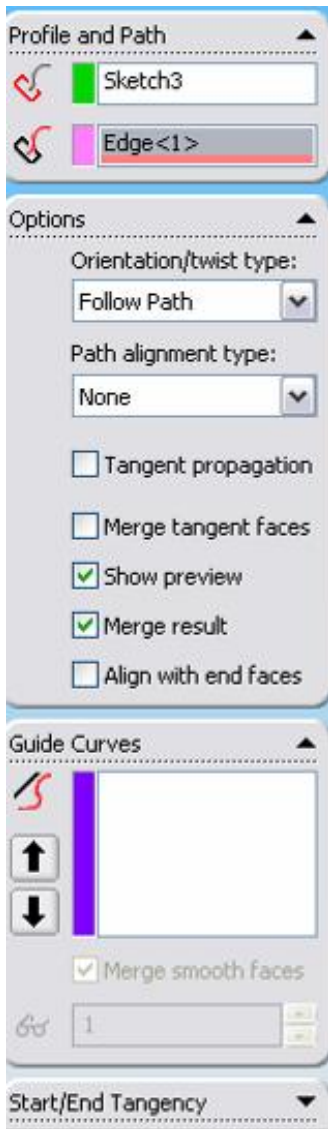 Profile and Path
Sketch3
Edge<1>
Options
Orientation/twist type:
Follow Path
Path alignment type:
None
Tangent propagation
Merge tangent faces
Show preview
Merge result
Align with end faces
Guide Curves
Merge smooth faces
1
Start/End Tangency